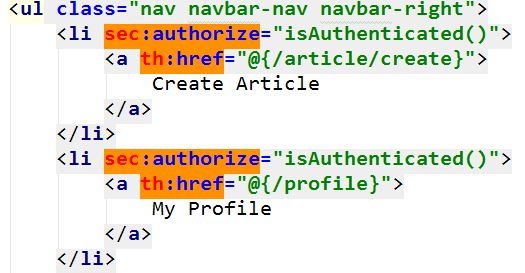 <ul class="nav navbar-nav navbar-right">
<li sec:authorize="isAuthenticated()">
<a th:href="@{/article/create}">
Create Article
</a>
</li>
<li sec:authorize="isAuthenticated()">
<a th:href="@{/profile}">
My Profile
</a>
</li>